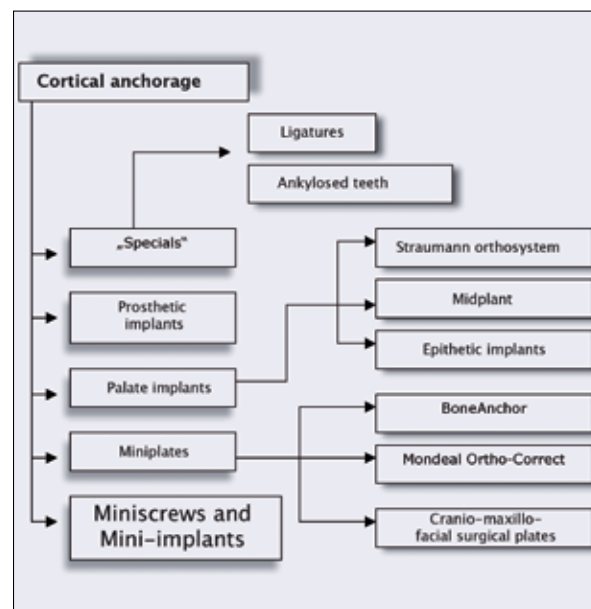 Cortical anchorage
Ligatures
Ankylosed teeth
„Specials“
Straumann orthosystem
Prosthetic
implants
Midplant
Epithetic implants
Palate implants
BoneAnchor
Miniplates
Mondeal Ortho-Correct
Miniscrews and
Mini-implants
Cranio-maxillo-
facial surgical plates